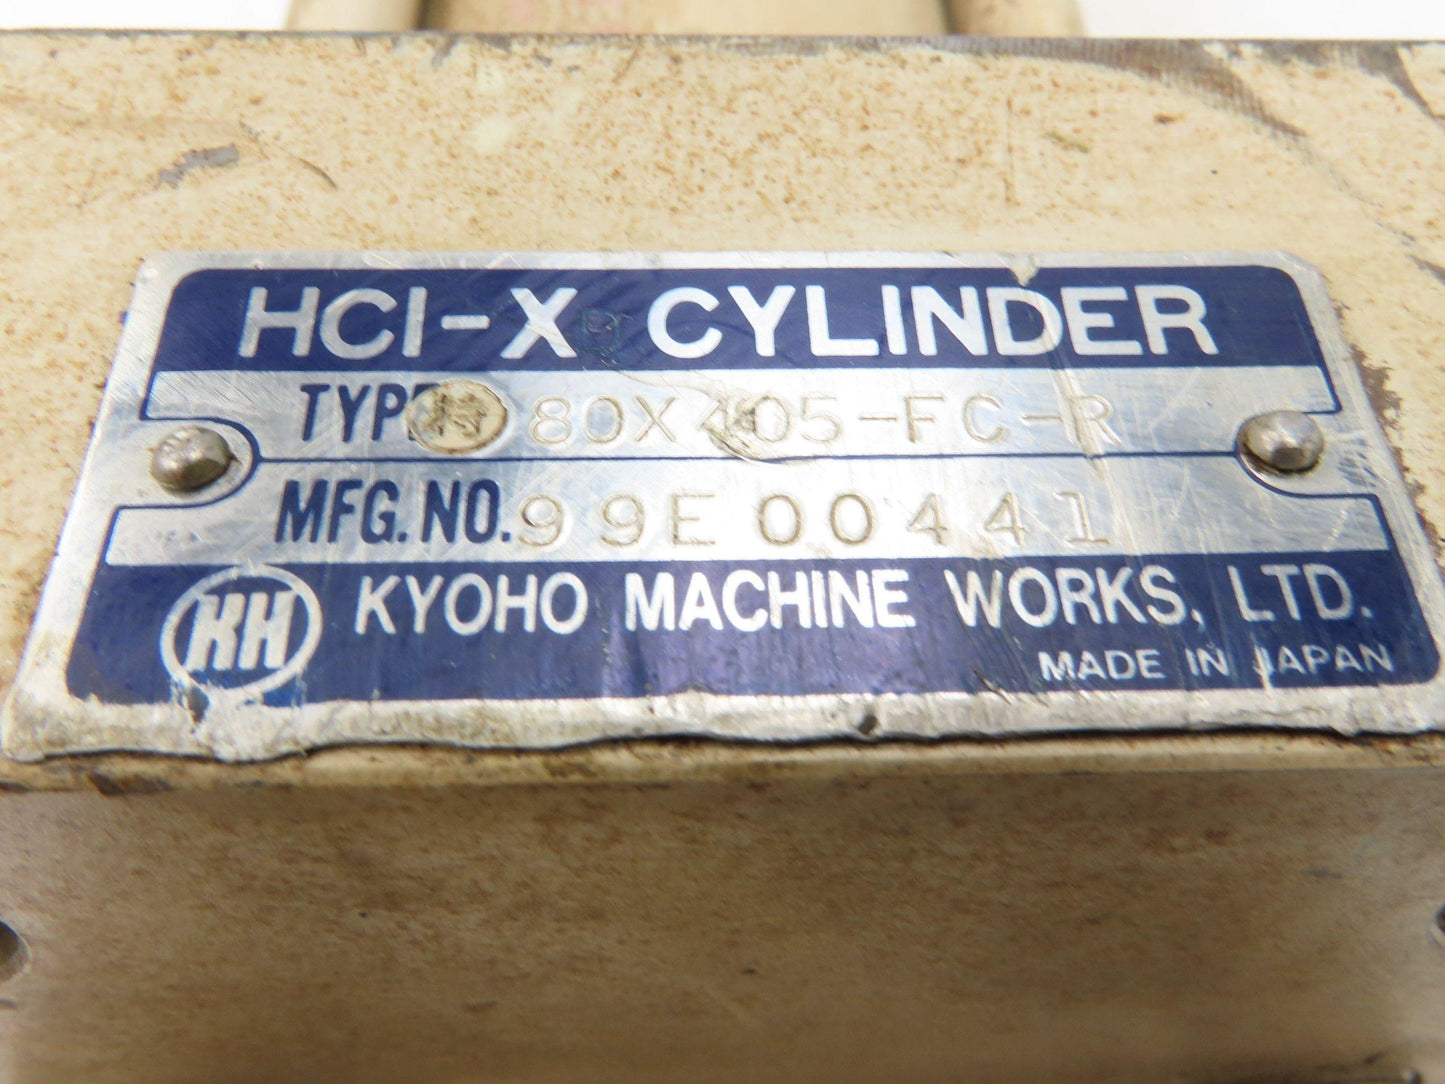 HCI-X CYLINDER
TYPE 特 80X405-FC-R
MFG. NO. 99E00441
KH KYOHO MACHINE WORKS, LTD.
MADE IN JAPAN